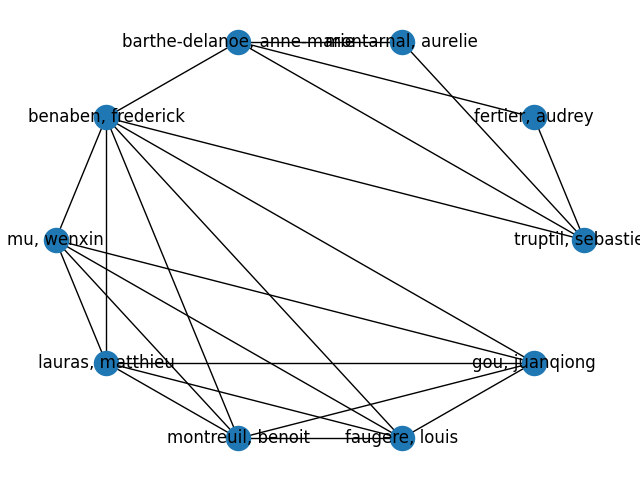 barthe-delanoe, anne-marie
montarnal, aurelie
benaben, frederick
fertier, audrey
mu, wenxin
truptil, sebastie
lauras, matthieu
gou, juanqiong
montreuil, benoit
faugere, louis